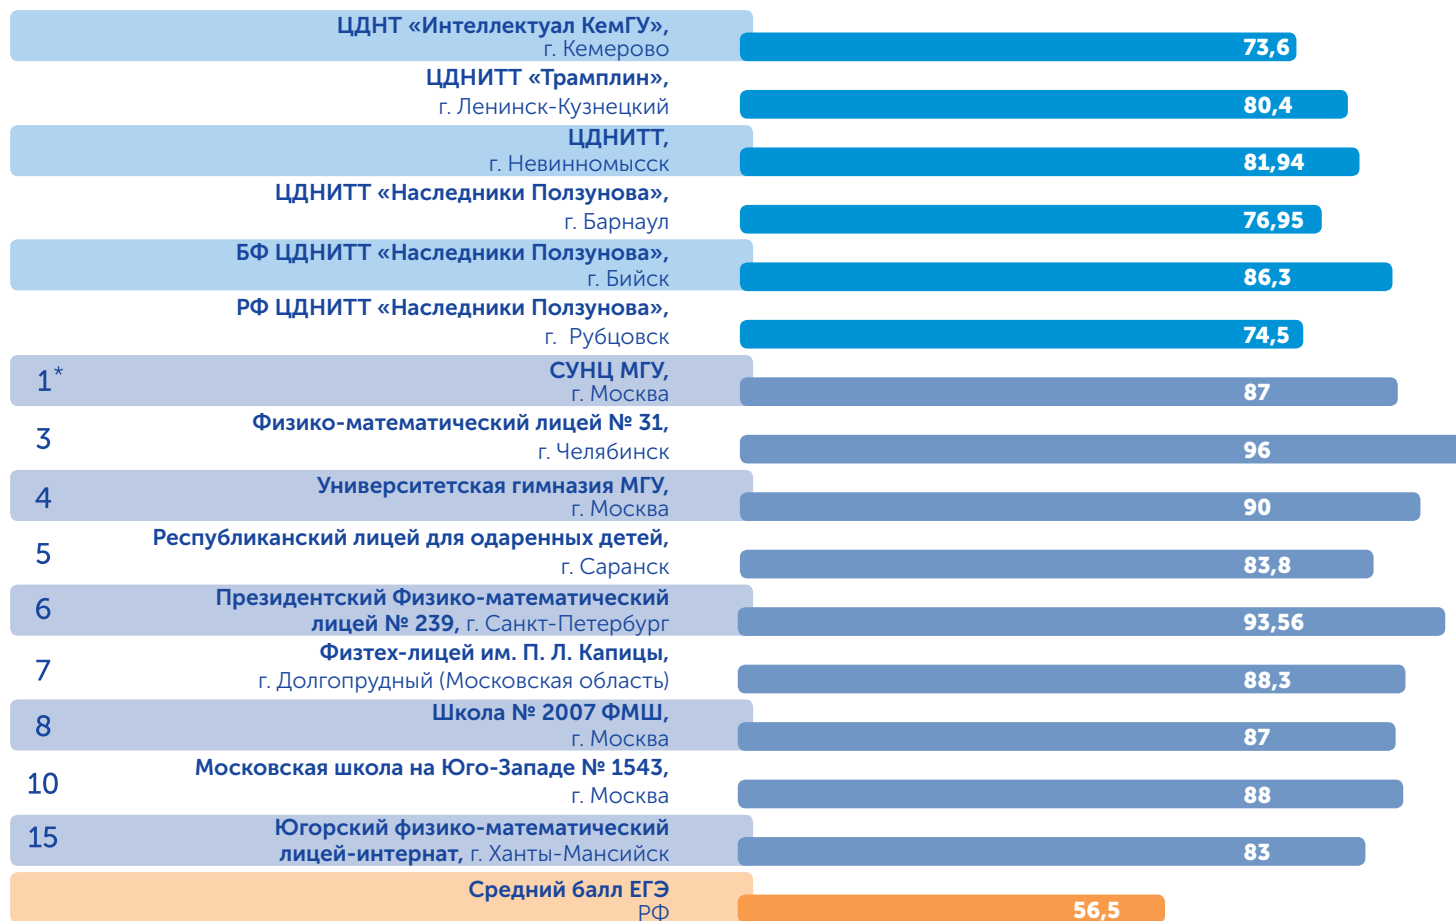 ЦДНТ «Интеллектуал КемГУ»,
г. Кемерово
73,6
ЦДНИТТ «Трамплин»,
г. Ленинск-Кузнецкий
80,4
ЦДНИТТ,
г. Невинномысск
81,94
ЦДНИТТ «Наследники Ползунова»,
г. Барнаул
76,95
БФ ЦДНИТТ «Наследники Ползунова»,
г. Бийск
86,3
РФ ЦДНИТТ «Наследники Ползунова»,
г. Рубцовск
74,5
1*
СУНЦ МГУ,
г. Москва
87
3
Физико-математический лицей № 31,
г. Челябинск
96
4
Университетская гимназия МГУ,
г. Москва
90
5
Республиканский лицей для одаренных детей,
г. Саранск
83,8
6
Президентский Физико-математический
лицей № 239, г. Санкт-Петербург
93,56
7
Физтех-лицей им. П. Л. Капицы,
г. Долгопрудный (Московская область)
88,3
8
Школа № 2007 ФМШ,
г. Москва
87
10
Московская школа на Юго-Западе № 1543,
г. Москва
88
15
Югорский физико-математический
лицей-интернат, г. Ханты-Мансийск
83
Средний балл ЕГЭ
РФ
56,5